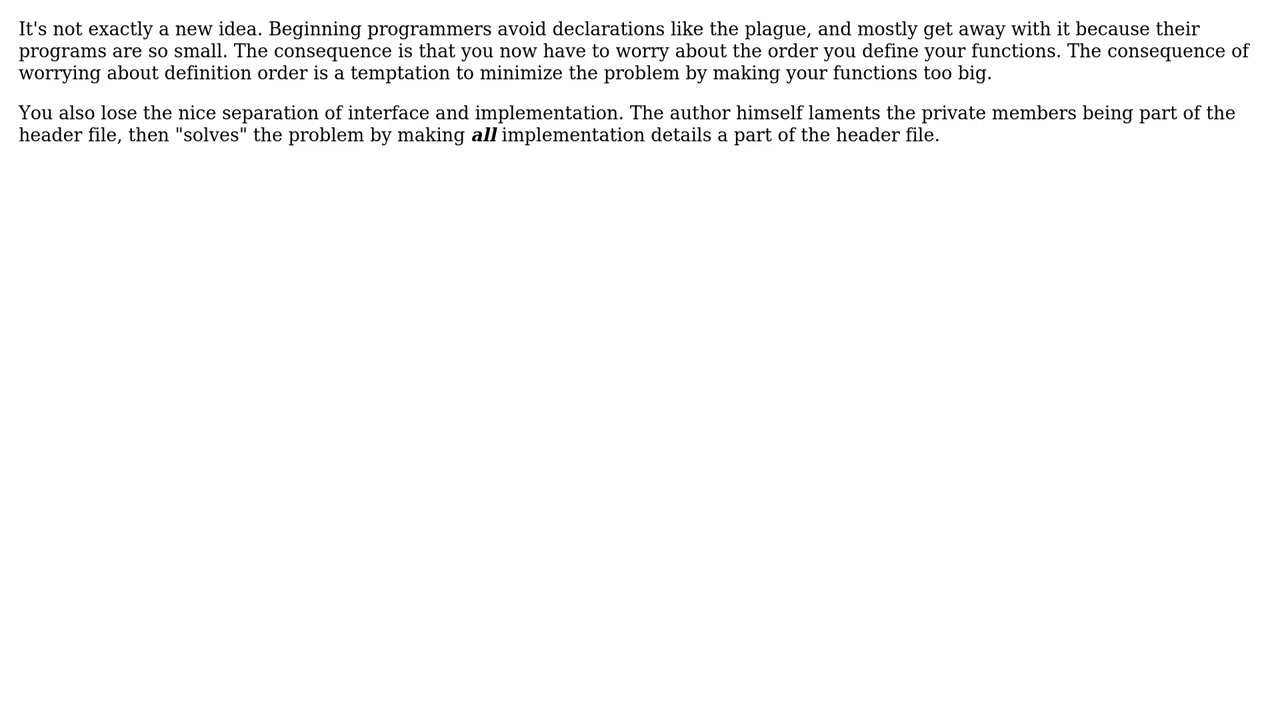 It's not exactly a new idea. Beginning programmers avoid declarations like the plague, and mostly get away with it because their
programs are so small. The consequence is that you now have to worry about the order you define your functions. The consequence of
worrying about definition order is a temptation to minimize the problem by making your functions too big.
You also lose the nice separation of interface and implementation. The author himself laments the private members being part of the
header file, then "solves" the problem by making all implementation details a part of the header file.